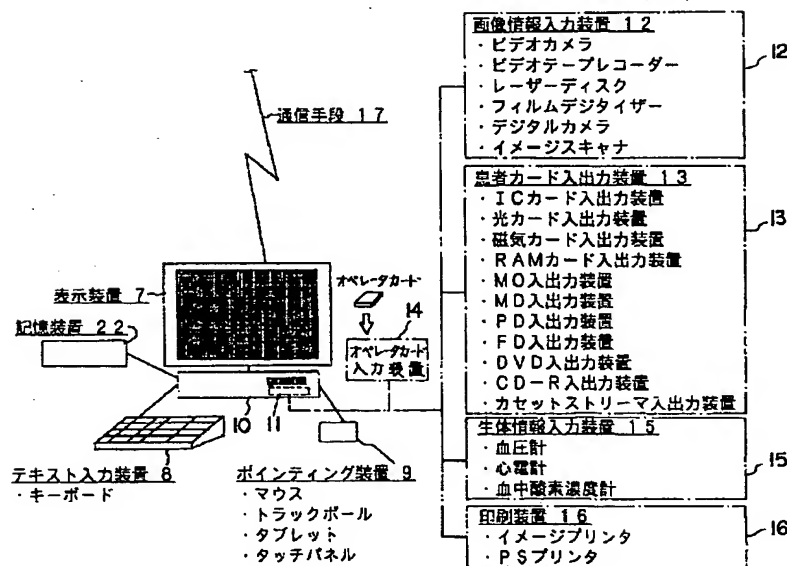 通信手段 17
表示装置 7
オペレータカード
14
記憶装置 22
オペレータカード
入力装置
10
11
テキスト入力装置 8
・キーボード
ポインティング装置 9
・マウス
・トラックボール
・タブレット
・タッチパネル
画像情報入力装置 12
・ビデオカメラ
・ビデオテープレコーダー
・レーザーディスク
・フィルムデジタイザー
・デジタルカメラ
・イメージスキャナ
12
患者カード入出力装置 13
・ICカード入出力装置
・光カード入出力装置
・磁気カード入出力装置
・RAMカード入出力装置
・MO入出力装置
・MD入出力装置
・PD入出力装置
・FD入出力装置
・DVD入出力装置
・CD-R入出力装置
・カセットストリーマ入出力装置
13
生体情報入力装置 15
・血圧計
・心電計
・血中酸素濃度計
15
印刷装置 16
・イメージプリンタ
・PSプリンタ
16